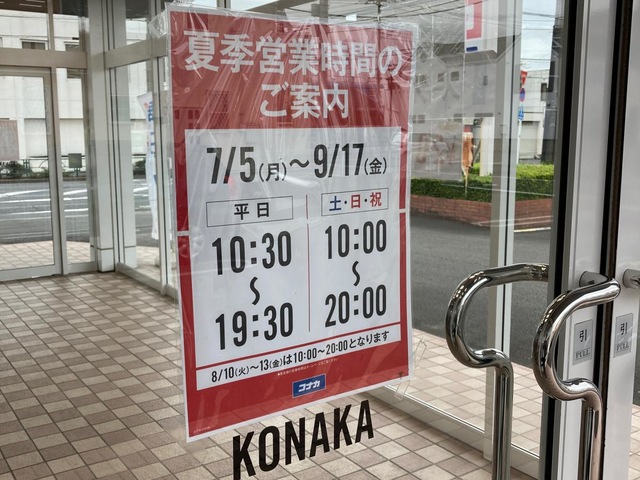 夏季営業時間の
ご案内
7/5(月)～9/17(金)
平日
土・日・祝
10:30
～
19:30
10:00
～
20:00
8/10(火)～13(金)は10:00～20:00となります
コナカ
KONAKA
引
PULL
引
PULL